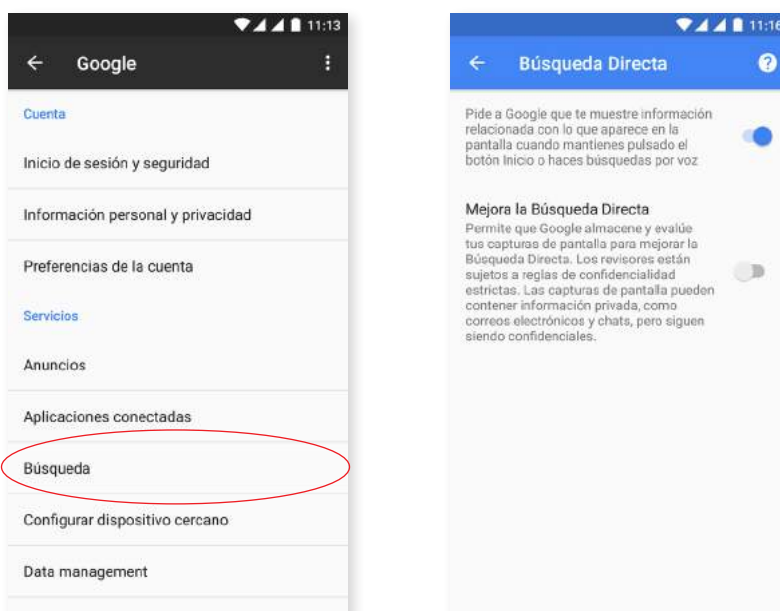 11:13
Google
Cuenta
Inicio de sesión y seguridad
Información personal y privacidad
Preferencias de la cuenta
Servicios
Anuncios
Aplicaciones conectadas
Búsqueda
Configurar dispositivo cercano
Data management
11:16
Búsqueda Directa
?
Pide a Google que te muestre información
relacionada con lo que aparece en la
pantalla cuando mantienes pulsado el
botón Inicio o haces búsquedas por voz
Mejora la Búsqueda Directa
Permite que Google almacene y evalúe
tus capturas de pantalla para mejorar la
Búsqueda Directa. Los revisores están
sujetos a reglas de confidencialidad
estrictas. Las capturas de pantalla pueden
contener información privada, como
correos electrónicos y chats, pero siguen
siendo confidenciales.